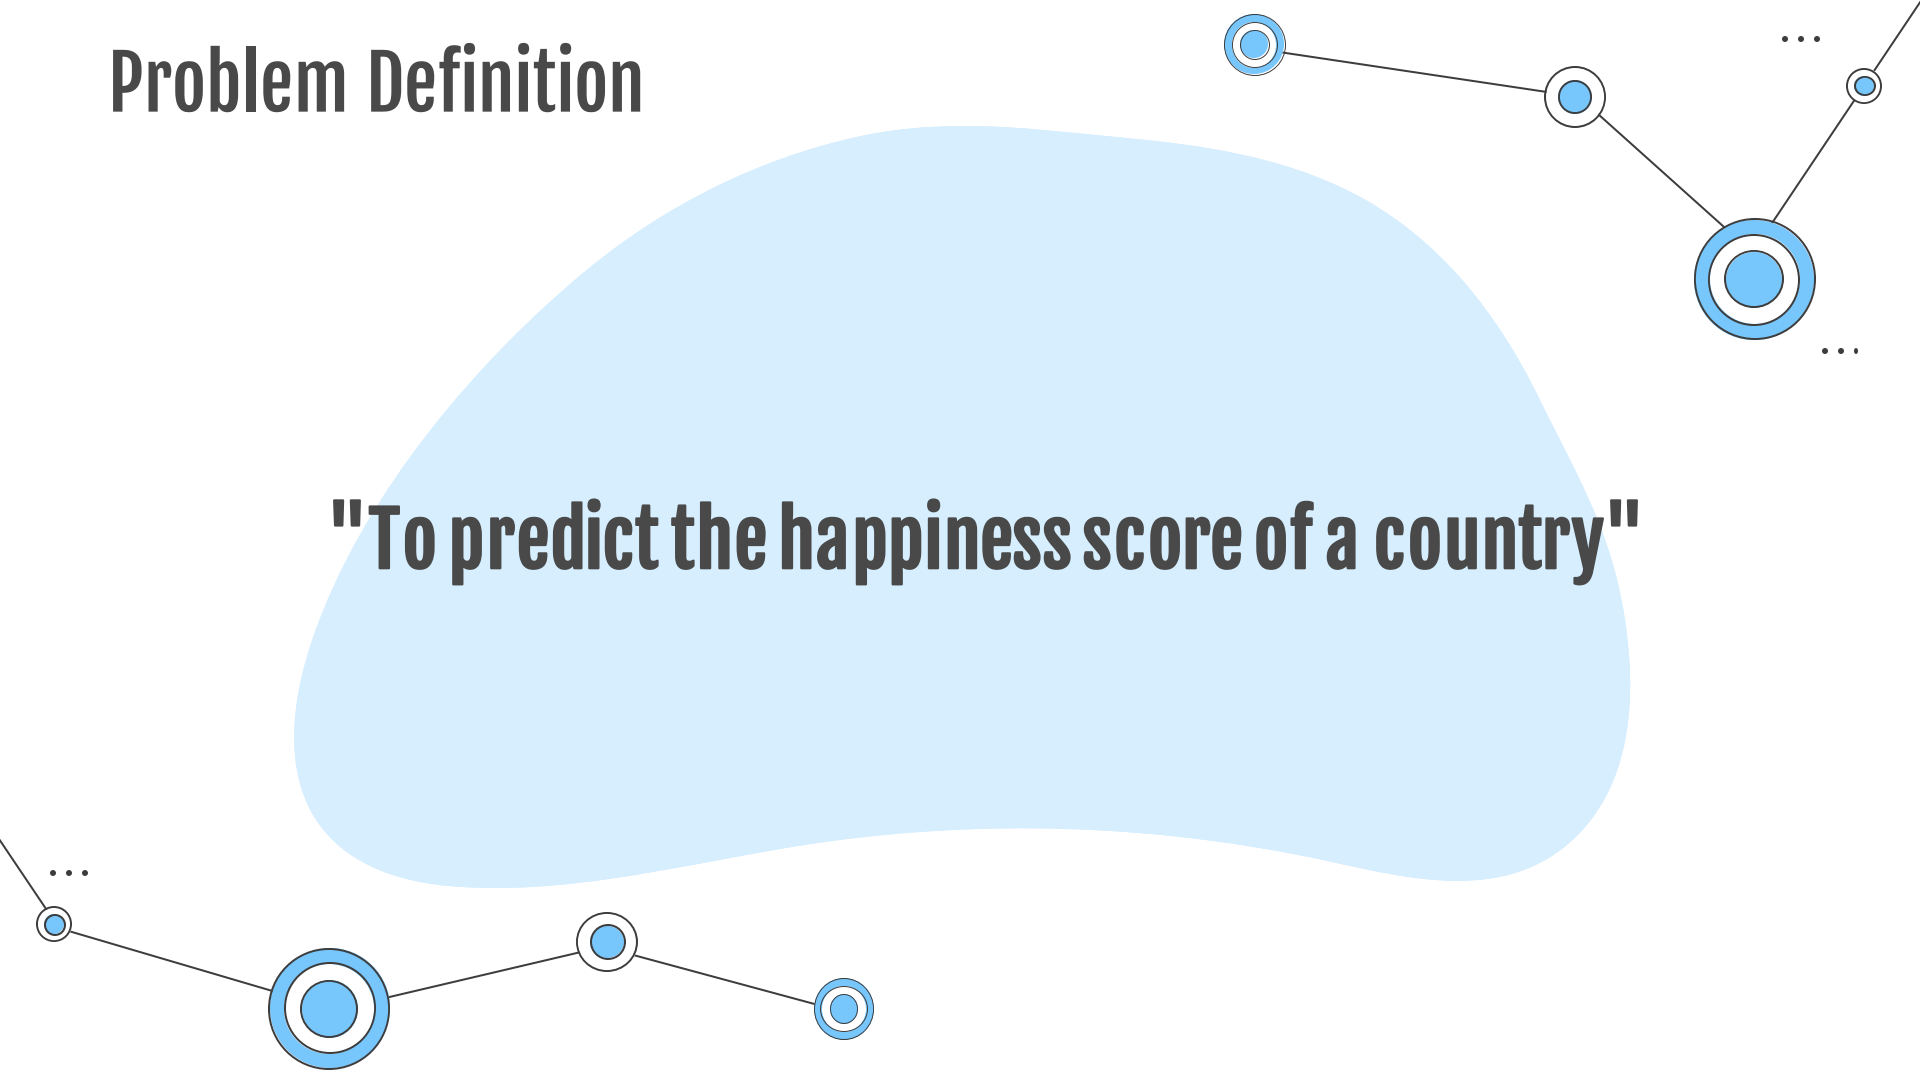 Problem Definition
"To predict the happiness score of a country"